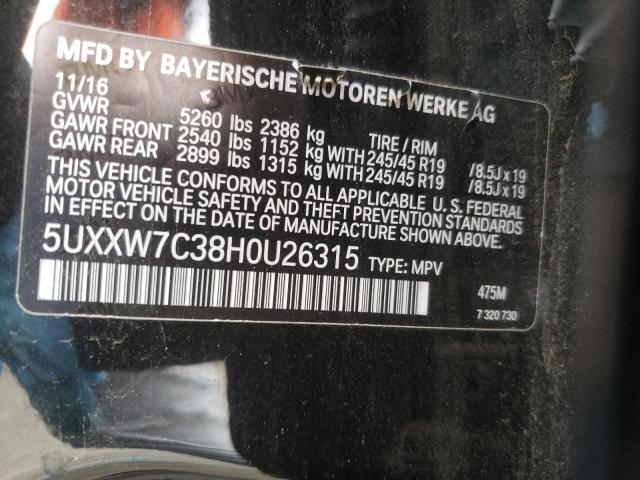 MFD BY BAYERISCHE MOTOREN WERKE AG
11/16
GVWR 5260 lbs 2386 kg TIRE / RIM
GAWR FRONT 2540 lbs 1152 kg WITH 245/45 R19 /8.5J x 19
GAWR REAR 2899 lbs 1315 kg WITH 245/45 R19 /8.5J x 19
THIS VEHICLE CONFORMS TO ALL APPLICABLE U. S. FEDERAL
MOTOR VEHICLE SAFETY AND THEFT PREVENTION STANDARDS
IN EFFECT ON THE DATE OF MANUFACTURE SHOWN ABOVE.
5UXXW7C38H0U26315 TYPE: MPV
475M
7 320 730